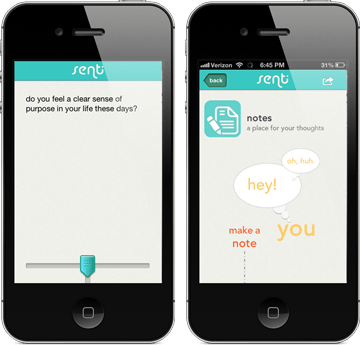 sent
do you feel a clear sense of
purpose in your life these days?
Verizon 6:45 PM 31%
back
sent
notes
a place for your thoughts
oh, huh.
hey!
you
make a
note